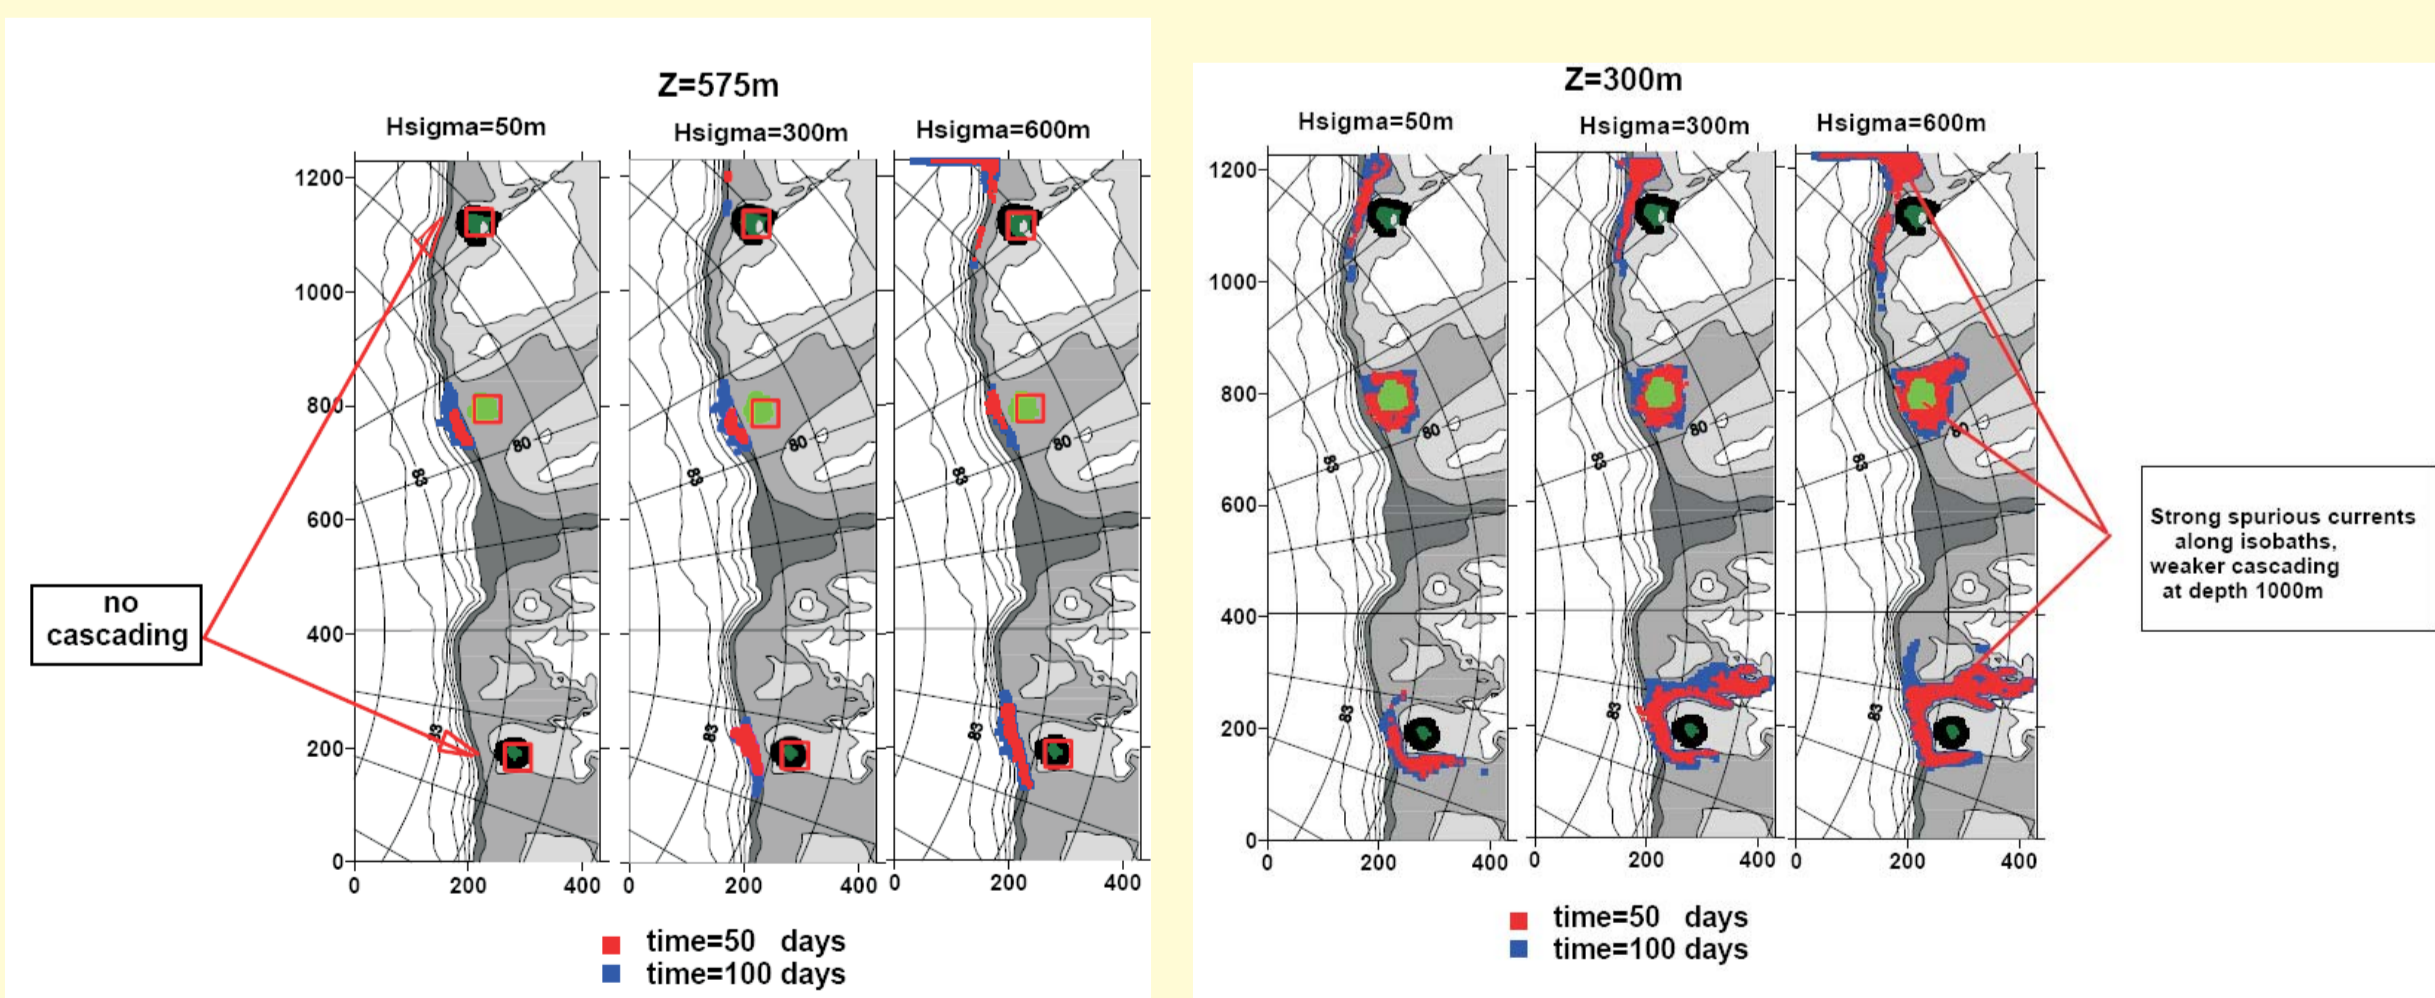 Z=575m
Hsigma=50m
Hsigma=300m
Hsigma=600m
1200
1000
800
600
400
200
0
80
83
83
80
83
83
80
83
83
0 200 400
0 200 400
0 200 400
no
cascading
time=50 days
time=100 days
Z=300m
Hsigma=50m
Hsigma=300m
Hsigma=600m
1200
1000
800
600
400
200
0
80
83
83
80
83
83
80
83
83
0 200 400
0 200 400
0 200 400
Strong spurious currents
along isobaths,
weaker cascading
at depth 1000m
time=50 days
time=100 days